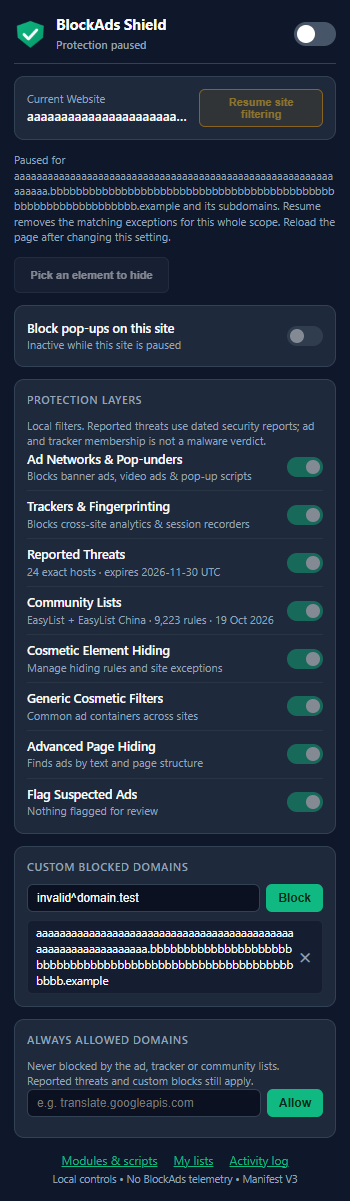 BlockAds Shield
Protection paused
Current Website
aaaaaaaaaaaaaaaaaaaaaaa...
Resume site
filtering
Paused for
aaaaaaaaaaaaaaaaaaaaaaaaaaaaaaaaaaaaaaaaaaaaaaaaaaaaaaaaa
aaaaaa.bbbbbbbbbbbbbbbbbbbbbbbbbbbbbbbbbbbbbbbbbbbbb
bbbbbbbbbbbbbbbbbb.example and its subdomains. Resume
removes the matching exceptions for this whole scope. Reload the
page after changing this setting.
Pick an element to hide
Block pop-ups on this site
Inactive while this site is paused
PROTECTION LAYERS
Local filters. Reported threats use dated security reports; ad
and tracker membership is not a malware verdict.
Ad Networks & Pop-unders
Blocks banner ads, video ads & pop-up scripts
Trackers & Fingerprinting
Blocks cross-site analytics & session recorders
Reported Threats
24 exact hosts · expires 2026-11-30 UTC
Community Lists
EasyList + EasyList China · 9,223 rules · 19 Oct 2026
Cosmetic Element Hiding
Manage hiding rules and site exceptions
Generic Cosmetic Filters
Common ad containers across sites
Advanced Page Hiding
Finds ads by text and page structure
Flag Suspected Ads
Nothing flagged for review
CUSTOM BLOCKED DOMAINS
invalid^domain.test
Block
aaaaaaaaaaaaaaaaaaaaaaaaaaaaaaaaaaaaaaaaaaa
aaaaaaaaaaaaaaaaaaaa.bbbbbbbbbbbbbbbbbbbbbb
bbbbbbbbbbbbbbbbbbbbbbbbbbbbbbbbbbbbbb
bbb.example
ALWAYS ALLOWED DOMAINS
Never blocked by the ad, tracker or community lists.
Reported threats and custom blocks still apply.
e.g. translate.googleapis.com
Allow
Modules & scripts My lists Activity log
Local controls • No BlockAds telemetry • Manifest V3